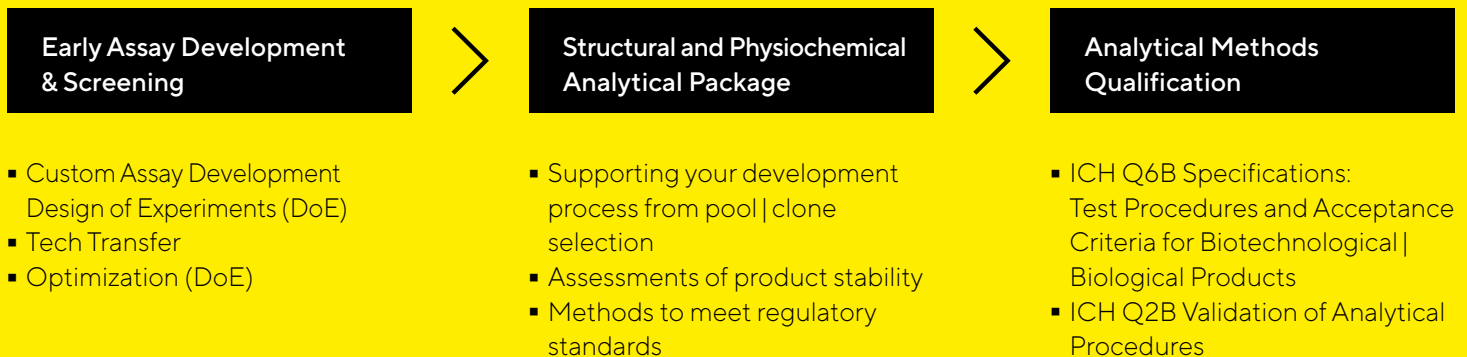 Early Assay Development
& Screening
Structural and Physiochemical
Analytical Package
Analytical Methods
Qualification
▪ Custom Assay Development
Design of Experiments (DoE)
▪ Tech Transfer
▪ Optimization (DoE)
▪ Supporting your development
process from pool | clone
selection
▪ Assessments of product stability
▪ Methods to meet regulatory
standards
▪ ICH Q6B Specifications:
Test Procedures and Acceptance
Criteria for Biotechnological |
Biological Products
▪ ICH Q2B Validation of Analytical
Procedures